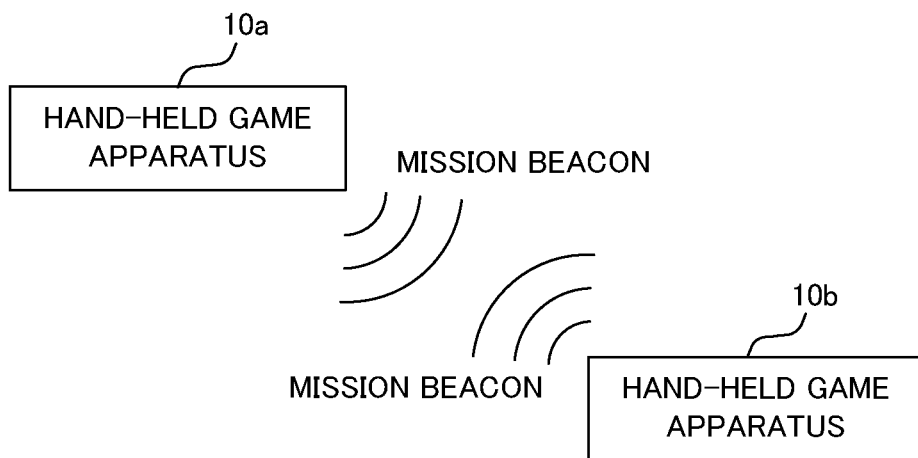 10a
HAND-HELD GAME
APPARATUS
MISSION BEACON
10b
MISSION BEACON
HAND-HELD GAME
APPARATUS